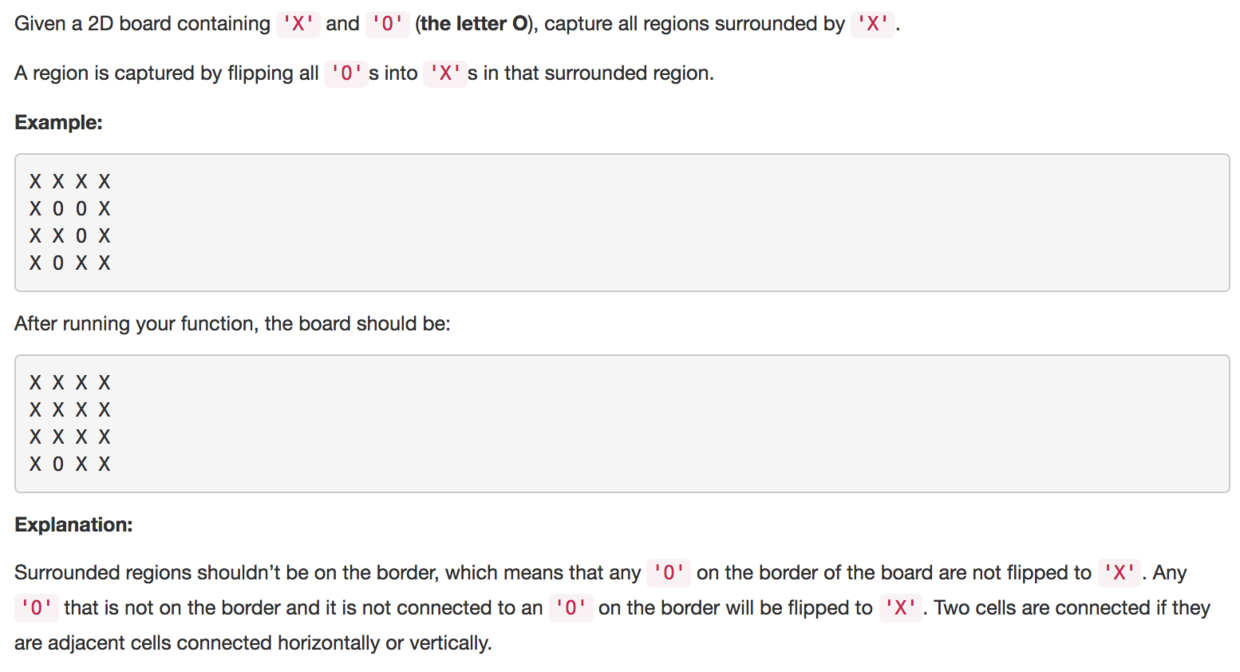 Given a 2D board containing 'X' and 'O' (the letter O), capture all regions surrounded by 'X'.
A region is captured by flipping all 'O's into 'X's in that surrounded region.
Example:
X X X X
X O O X
X X O X
X O X X
After running your function, the board should be:
X X X X
X X X X
X X X X
X O X X
Explanation:
Surrounded regions shouldn't be on the border, which means that any 'O' on the border of the board are not flipped to 'X'. Any
'O' that is not on the border and it is not connected to an 'O' on the border will be flipped to 'X'. Two cells are connected if they
are adjacent cells connected horizontally or vertically.